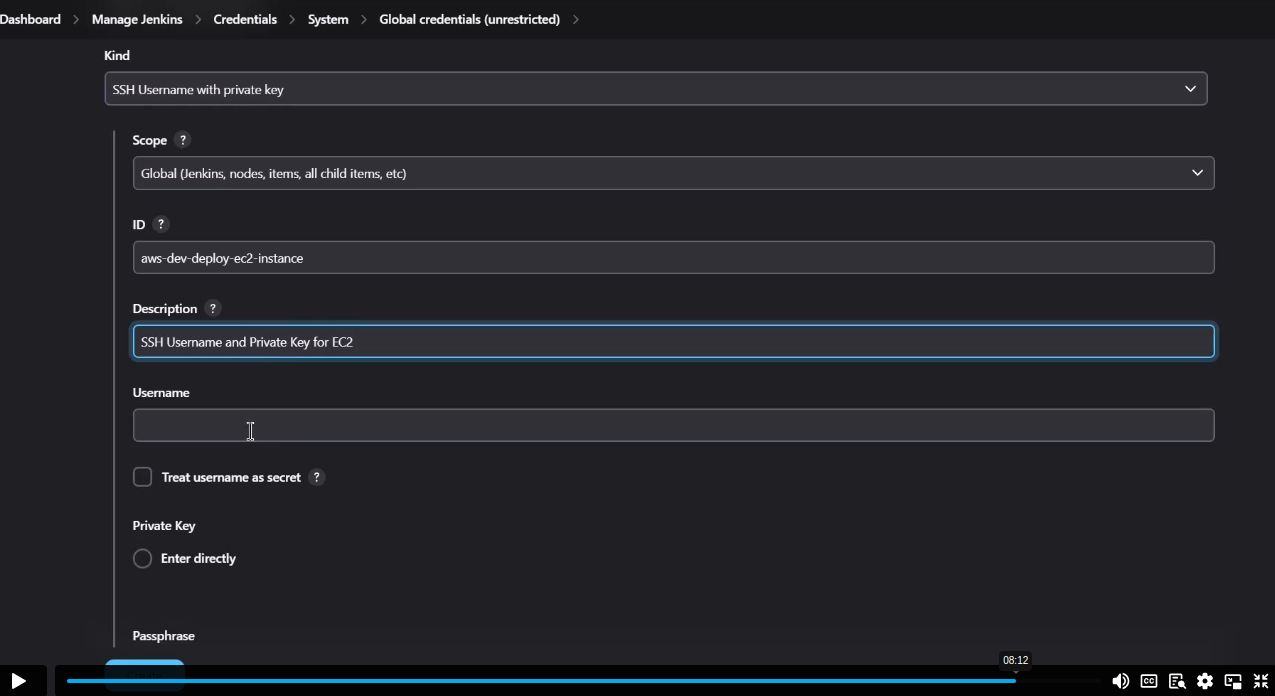 Dashboard > Manage Jenkins > Credentials > System > Global credentials (unrestricted) >
Kind
SSH Username with private key
Scope ?
Global (Jenkins, nodes, items, all child items, etc)
ID ?
aws-dev-deploy-ec2-instance
Description ?
SSH Username and Private Key for EC2
Username
Treat username as secret ?
Private Key
Enter directly
Passphrase
08:12
CC